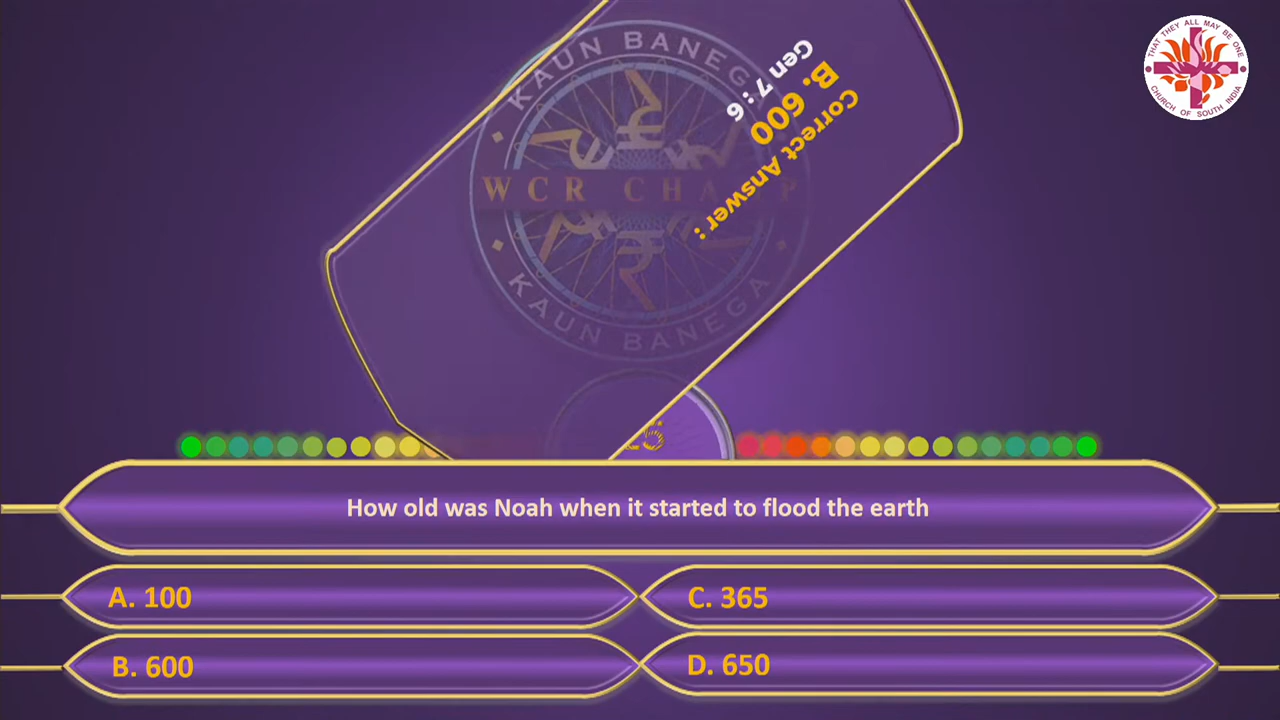 THAT THEY ALL MAY BE ONE
CHURCH OF SOUTH INDIA
KAUN BANEGA
WCR CHAMP
KAUN BANEGA
Correct Answer :
B. 600
Gen 7 : 6
How old was Noah when it started to flood the earth
A. 100
C. 365
B. 600
D. 650